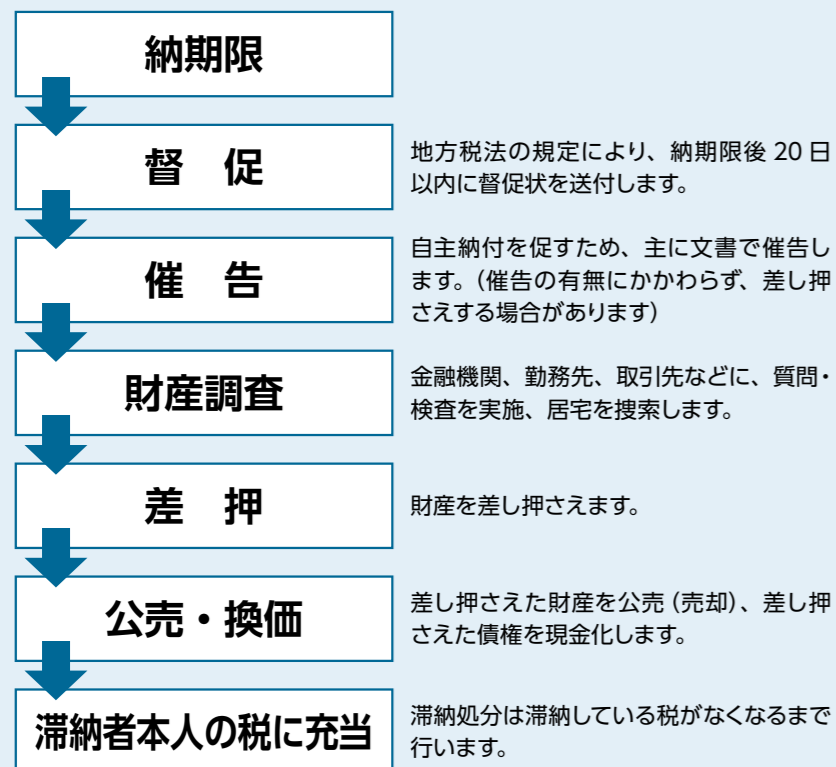 納期限
督　促
地方税法の規定により、納期限後 20 日
以内に督促状を送付します。
催　告
自主納付を促すため、主に文書で催告し
ます。（催告の有無にかかわらず、差し押
さえする場合があります）
財産調査
金融機関、勤務先、取引先などに、質問・
検査を実施、居宅を捜索します。
差　押
財産を差し押さえます。
公売・換価
差し押さえた財産を公売（売却）、差し押
さえた債権を現金化します。
滞納者本人の税に充当
滞納処分は滞納している税がなくなるまで
行います。